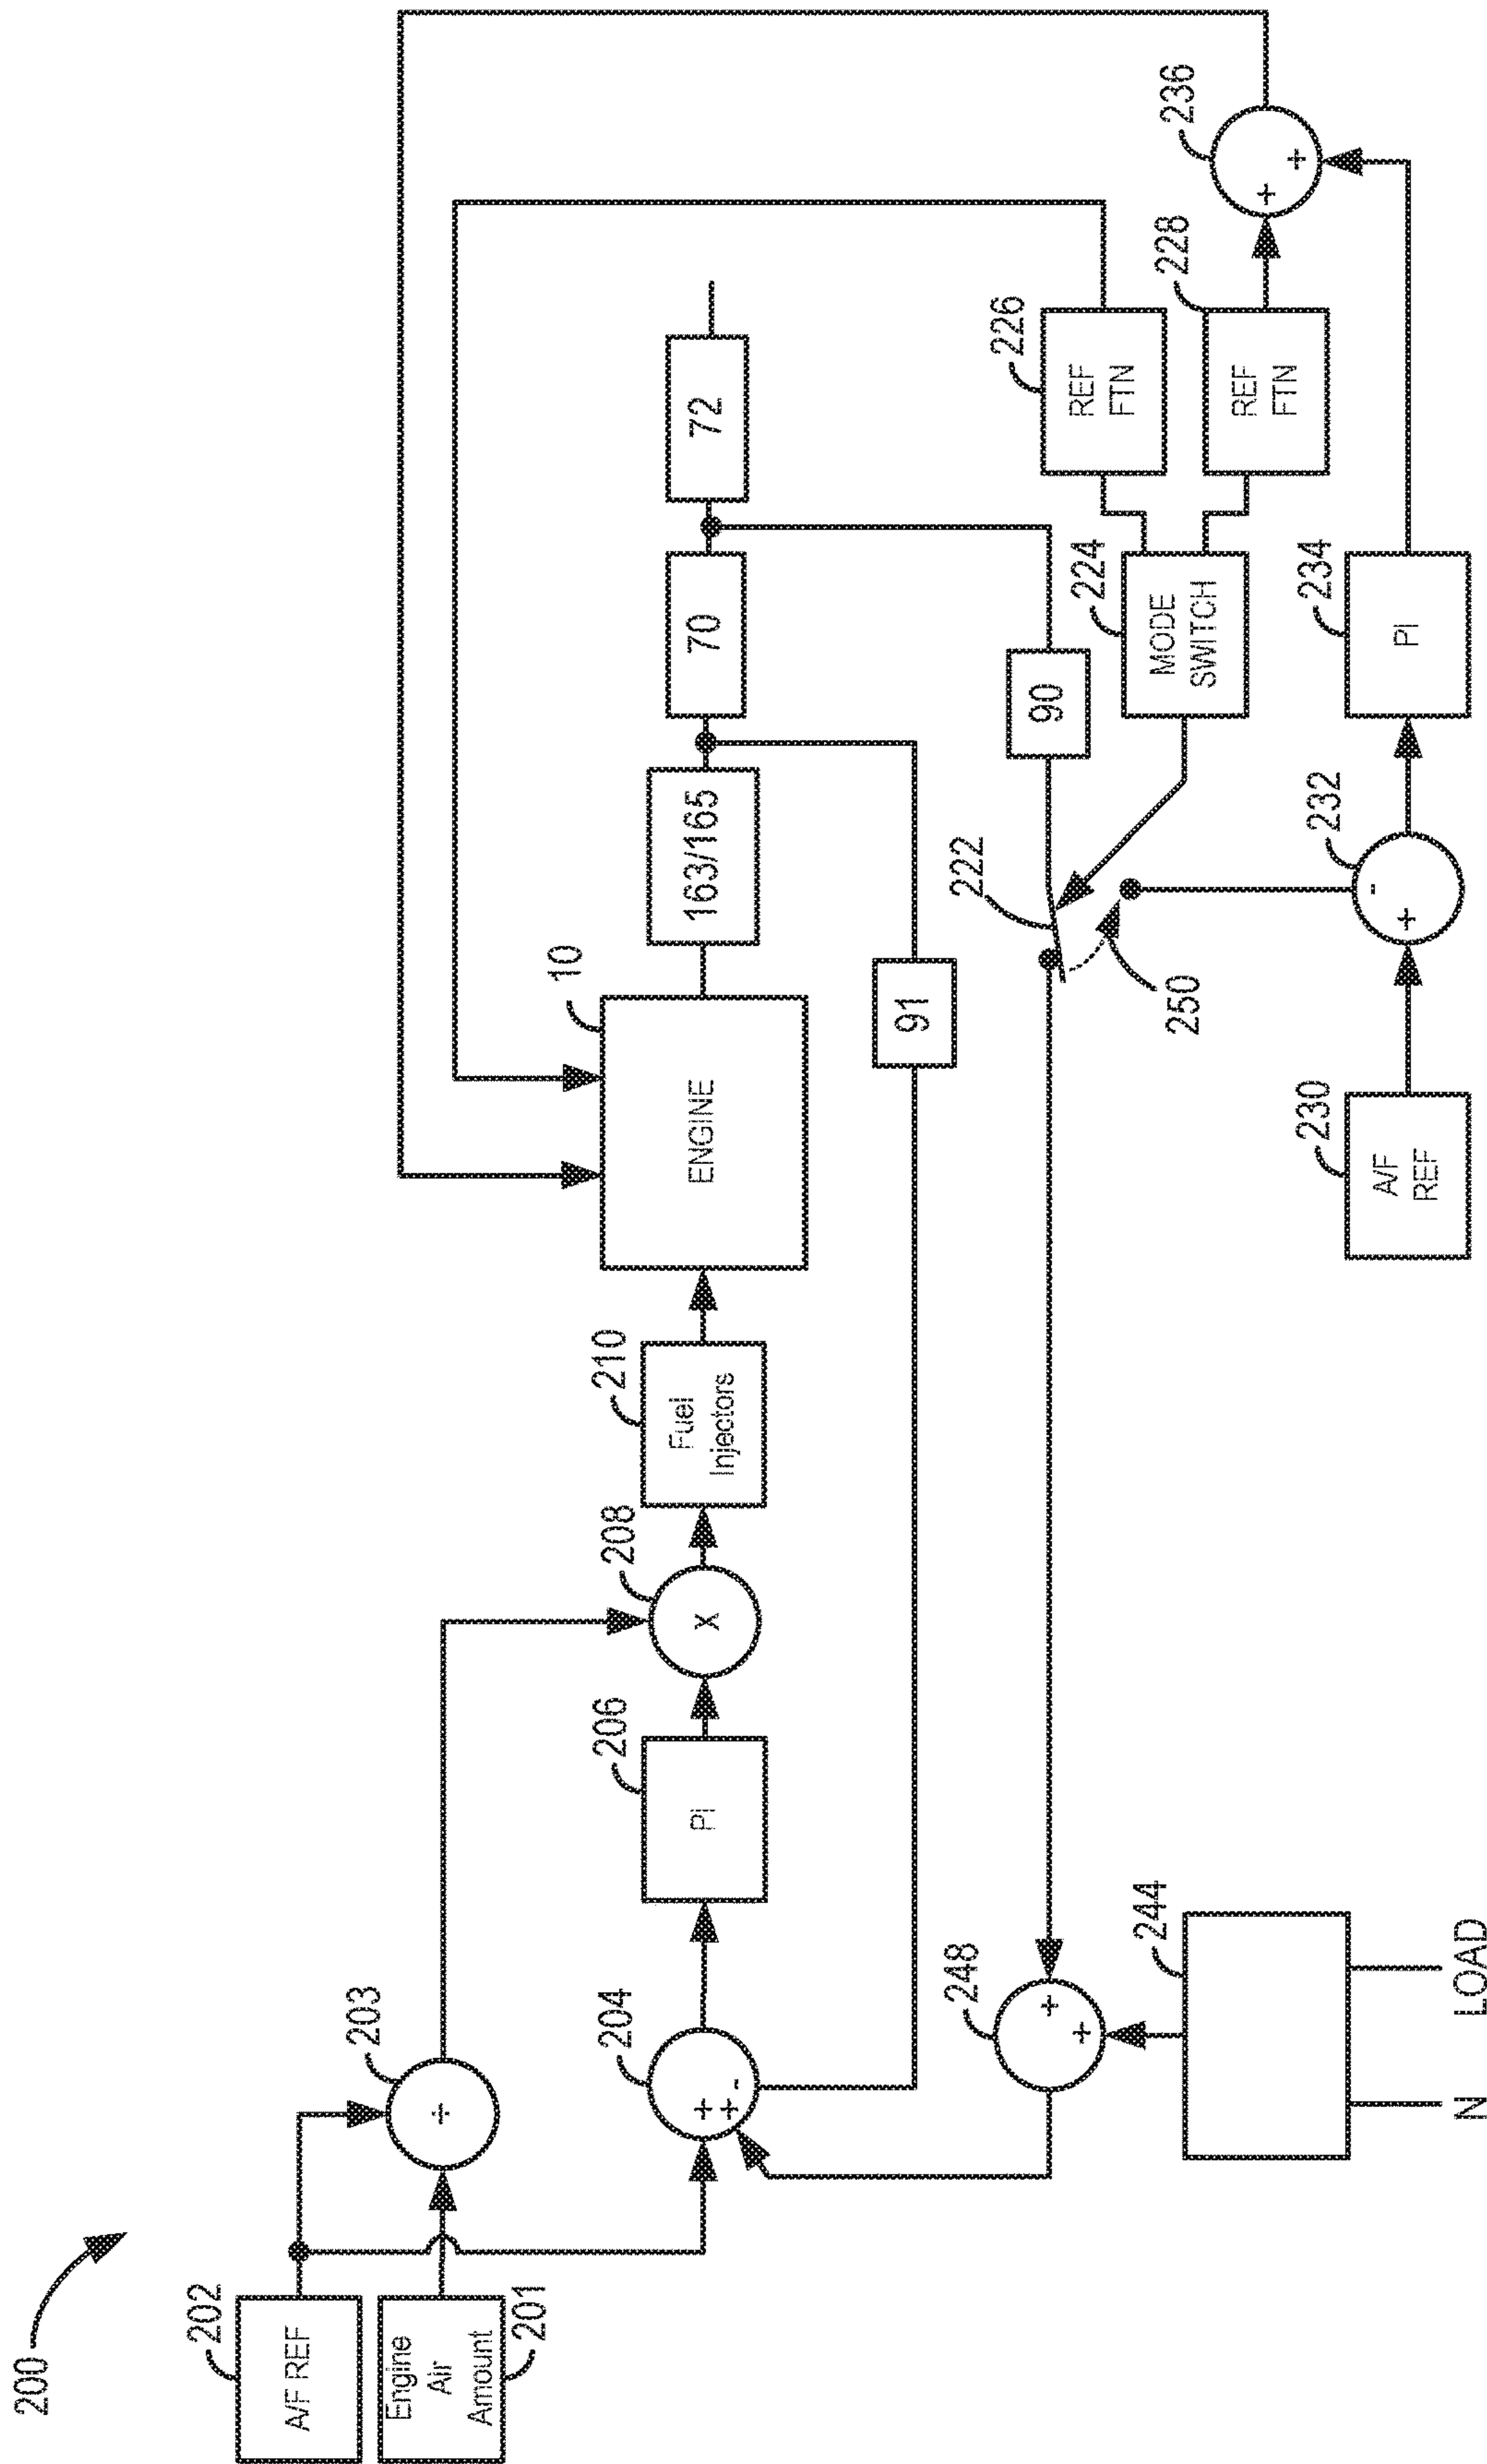 200
202
A/F REF
Engine
Air
Amount
201
203
÷
204
+
+
-
206
PI
208
X
210
Fuel
Injectors
10
ENGINE
163/165
70
72
91
90
222
250
224
MODE
SWITCH
226
REF
FTN
228
REF
FTN
236
+
+
230
A/F
REF
232
+
-
234
PI
248
+
+
244
N
LOAD